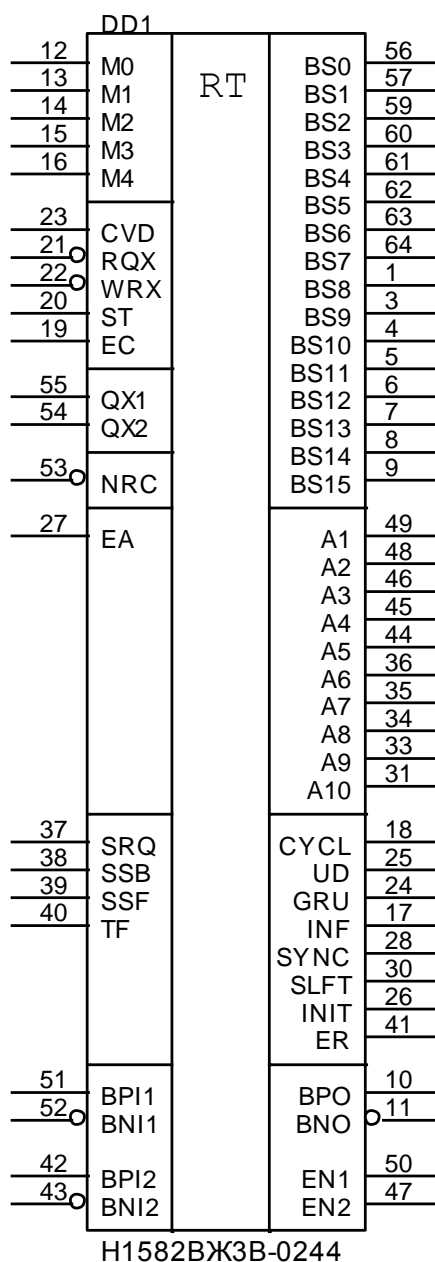 DD1
12 M0 RT BS0 56
13 M1 BS1 57
14 M2 BS2 59
15 M3 BS3 60
16 M4 BS4 61
BS5 62
23 CVD BS6 63
21 RQX BS7 64
22 WRX BS8 1
20 ST BS9 3
19 EC BS10 4
BS11 5
55 QX1 BS12 6
54 QX2 BS13 7
BS14 8
53 NRC BS15 9
27 EA A1 49
A2 48
A3 46
A4 45
A5 44
A6 36
A7 35
A8 34
A9 33
A10 31
37 SRQ CYCL 18
38 SSB UD 25
39 SSF GRU 24
40 TF INF 17
SYNC 28
SLFT 30
INIT 26
ER 41
51 BPI1 BPO 10
52 BNI1 BNO 11
42 BPI2 EN1 50
43 BNI2 EN2 47
Н1582ВЖ3В-0244